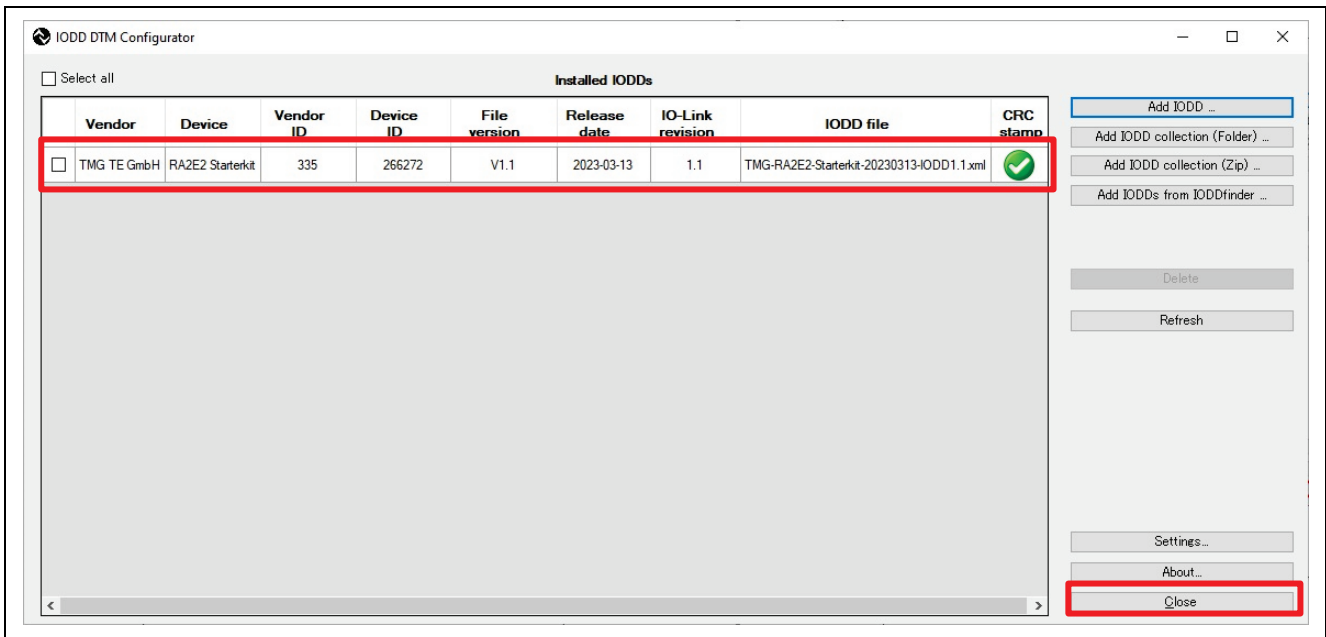 IODD DTM Configurator
Select all
Installed IODDs
Vendor Device Vendor ID Device ID File version Release date IO-Link revision IODD file CRC stamp
TMG TE GmbH RA2E2 Starterkit 335 266272 V1.1 2023-03-13 1.1 TMG-RA2E2-Starterkit-20230313-IODD1.1.xml
Add IODD ...
Add IODD collection (Folder) ...
Add IODD collection (Zip) ...
Add IODDs from IODDfinder ...
Delete
Refresh
Settings...
About...
Close